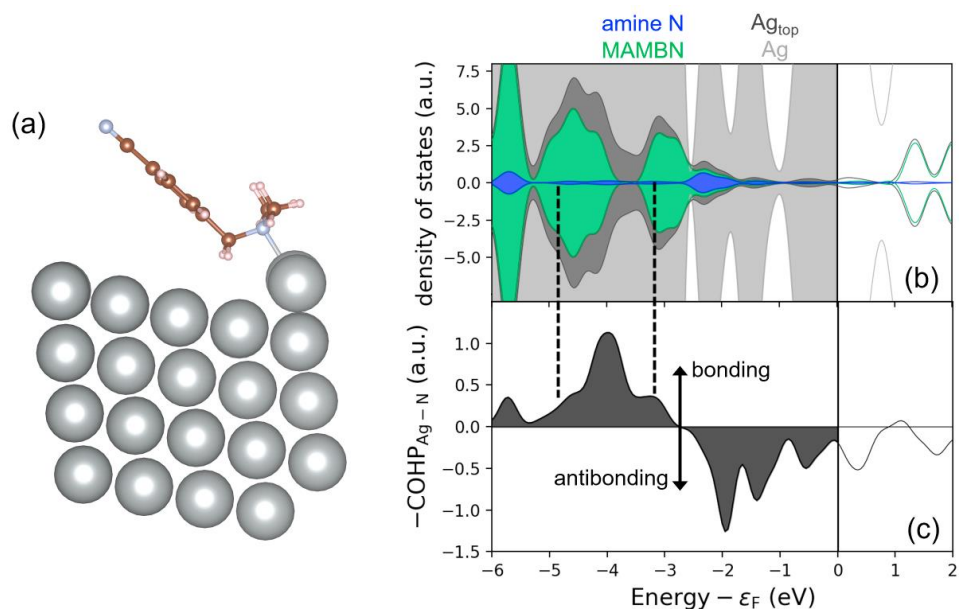 (a)
amine N
MAMBN
Ag_top
Ag
density of states (a.u.)
7.5
5.0
2.5
0.0
−2.5
−5.0
(b)
−COHP_Ag−N (a.u.)
1.0
0.5
0.0
−0.5
−1.0
−1.5
bonding
antibonding
(c)
−6 −5 −4 −3 −2 −1 0 1 2
Energy − ε_F (eV)